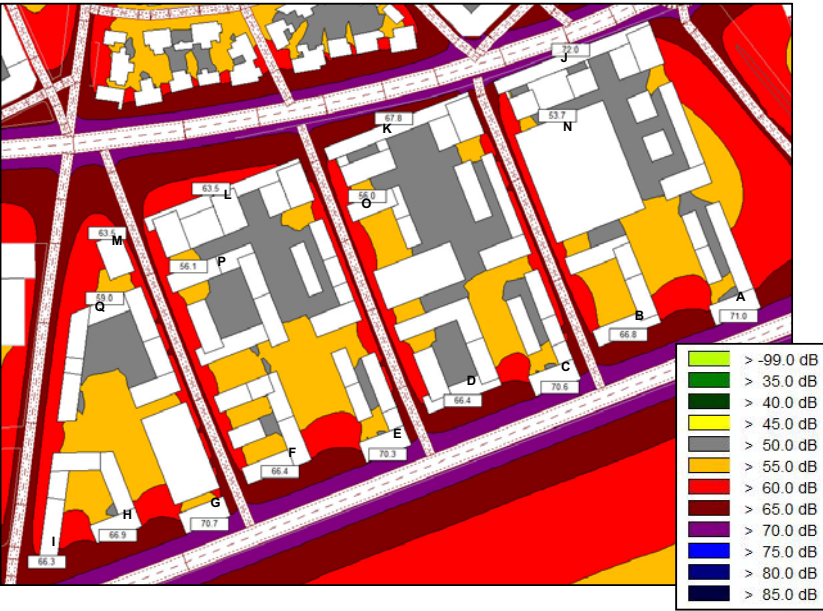 72.0
J
53.7
N
67.8
K
63.5
L
56.0
O
63.5
M
56.1
P
59.0
Q
A
71.0
B
66.8
C
70.6
D
66.4
E
70.3
F
66.4
G
70.7
H
66.9
I
66.3
> -99.0 dB
> 35.0 dB
> 40.0 dB
> 45.0 dB
> 50.0 dB
> 55.0 dB
> 60.0 dB
> 65.0 dB
> 70.0 dB
> 75.0 dB
> 80.0 dB
> 85.0 dB